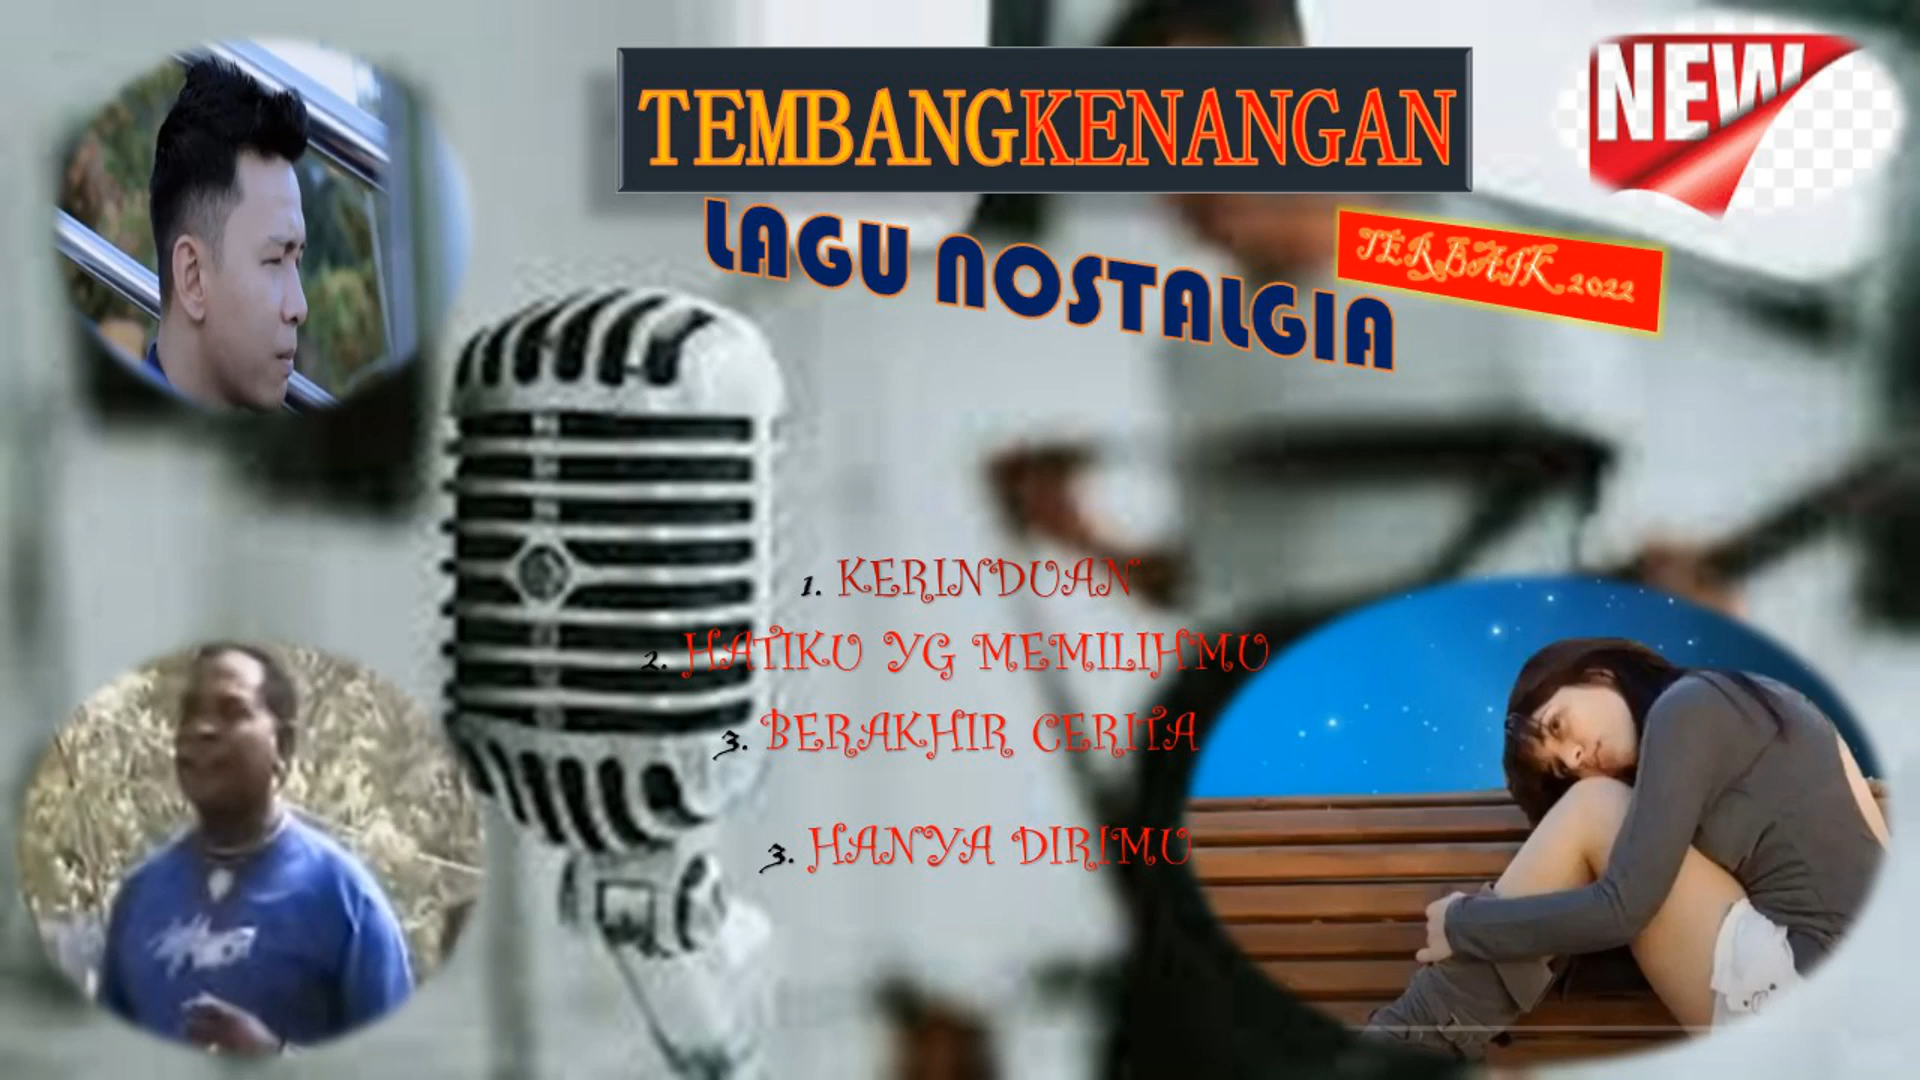 TEMBANGKENANGAN
NEW
LAGU NOSTALGIA
TERBAIK 2022
1. KERINDUAN
2. HATIKU YG MEMILIHMU
3. BERAKHIR CERITA
3. HANYA DIRIMU